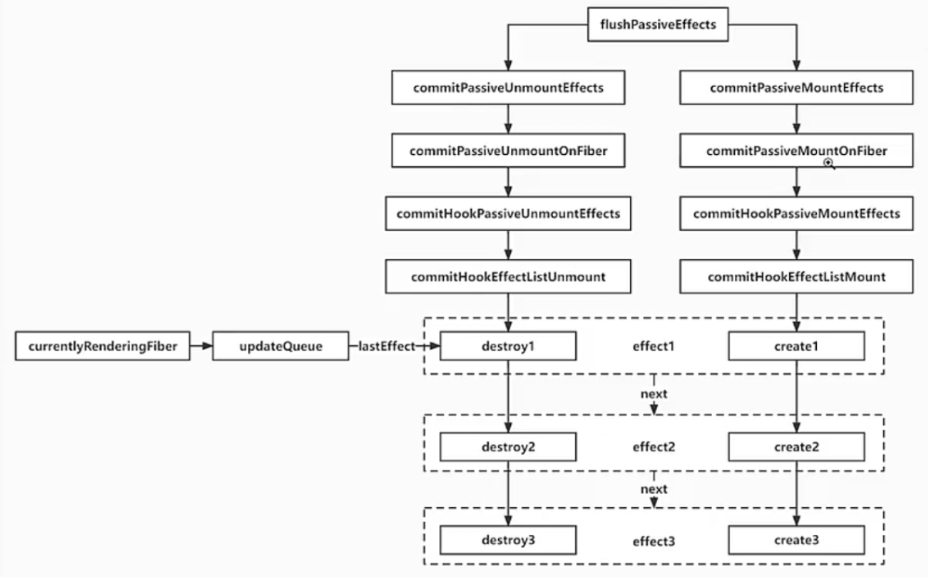 flushPassiveEffects
commitPassiveUnmountEffects
commitPassiveMountEffects
commitPassiveUnmountOnFiber
commitPassiveMountOnFiber
commitHookPassiveUnmountEffects
commitHookPassiveMountEffects
commitHookEffectListUnmount
commitHookEffectListMount
currentlyRenderingFiber
updateQueue
lastEffect
destroy1
effect1
create1
next
destroy2
effect2
create2
next
destroy3
effect3
create3